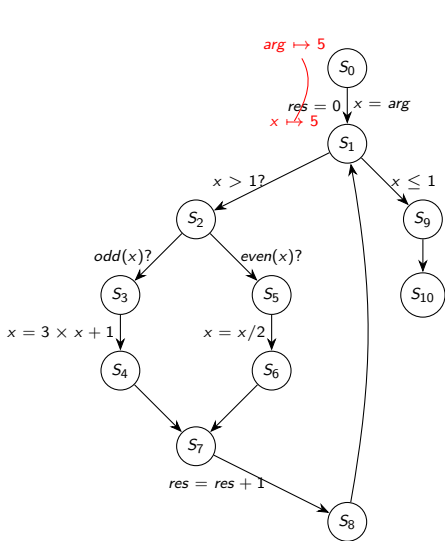 arg ↦ 5
S0
res = 0
x = arg
x ↦ 5
S1
x > 1?
x ≤ 1
S2
S9
odd(x)?
even(x)?
S3
S5
S10
x = 3 × x + 1
x = x/2
S4
S6
S7
res = res + 1
S8